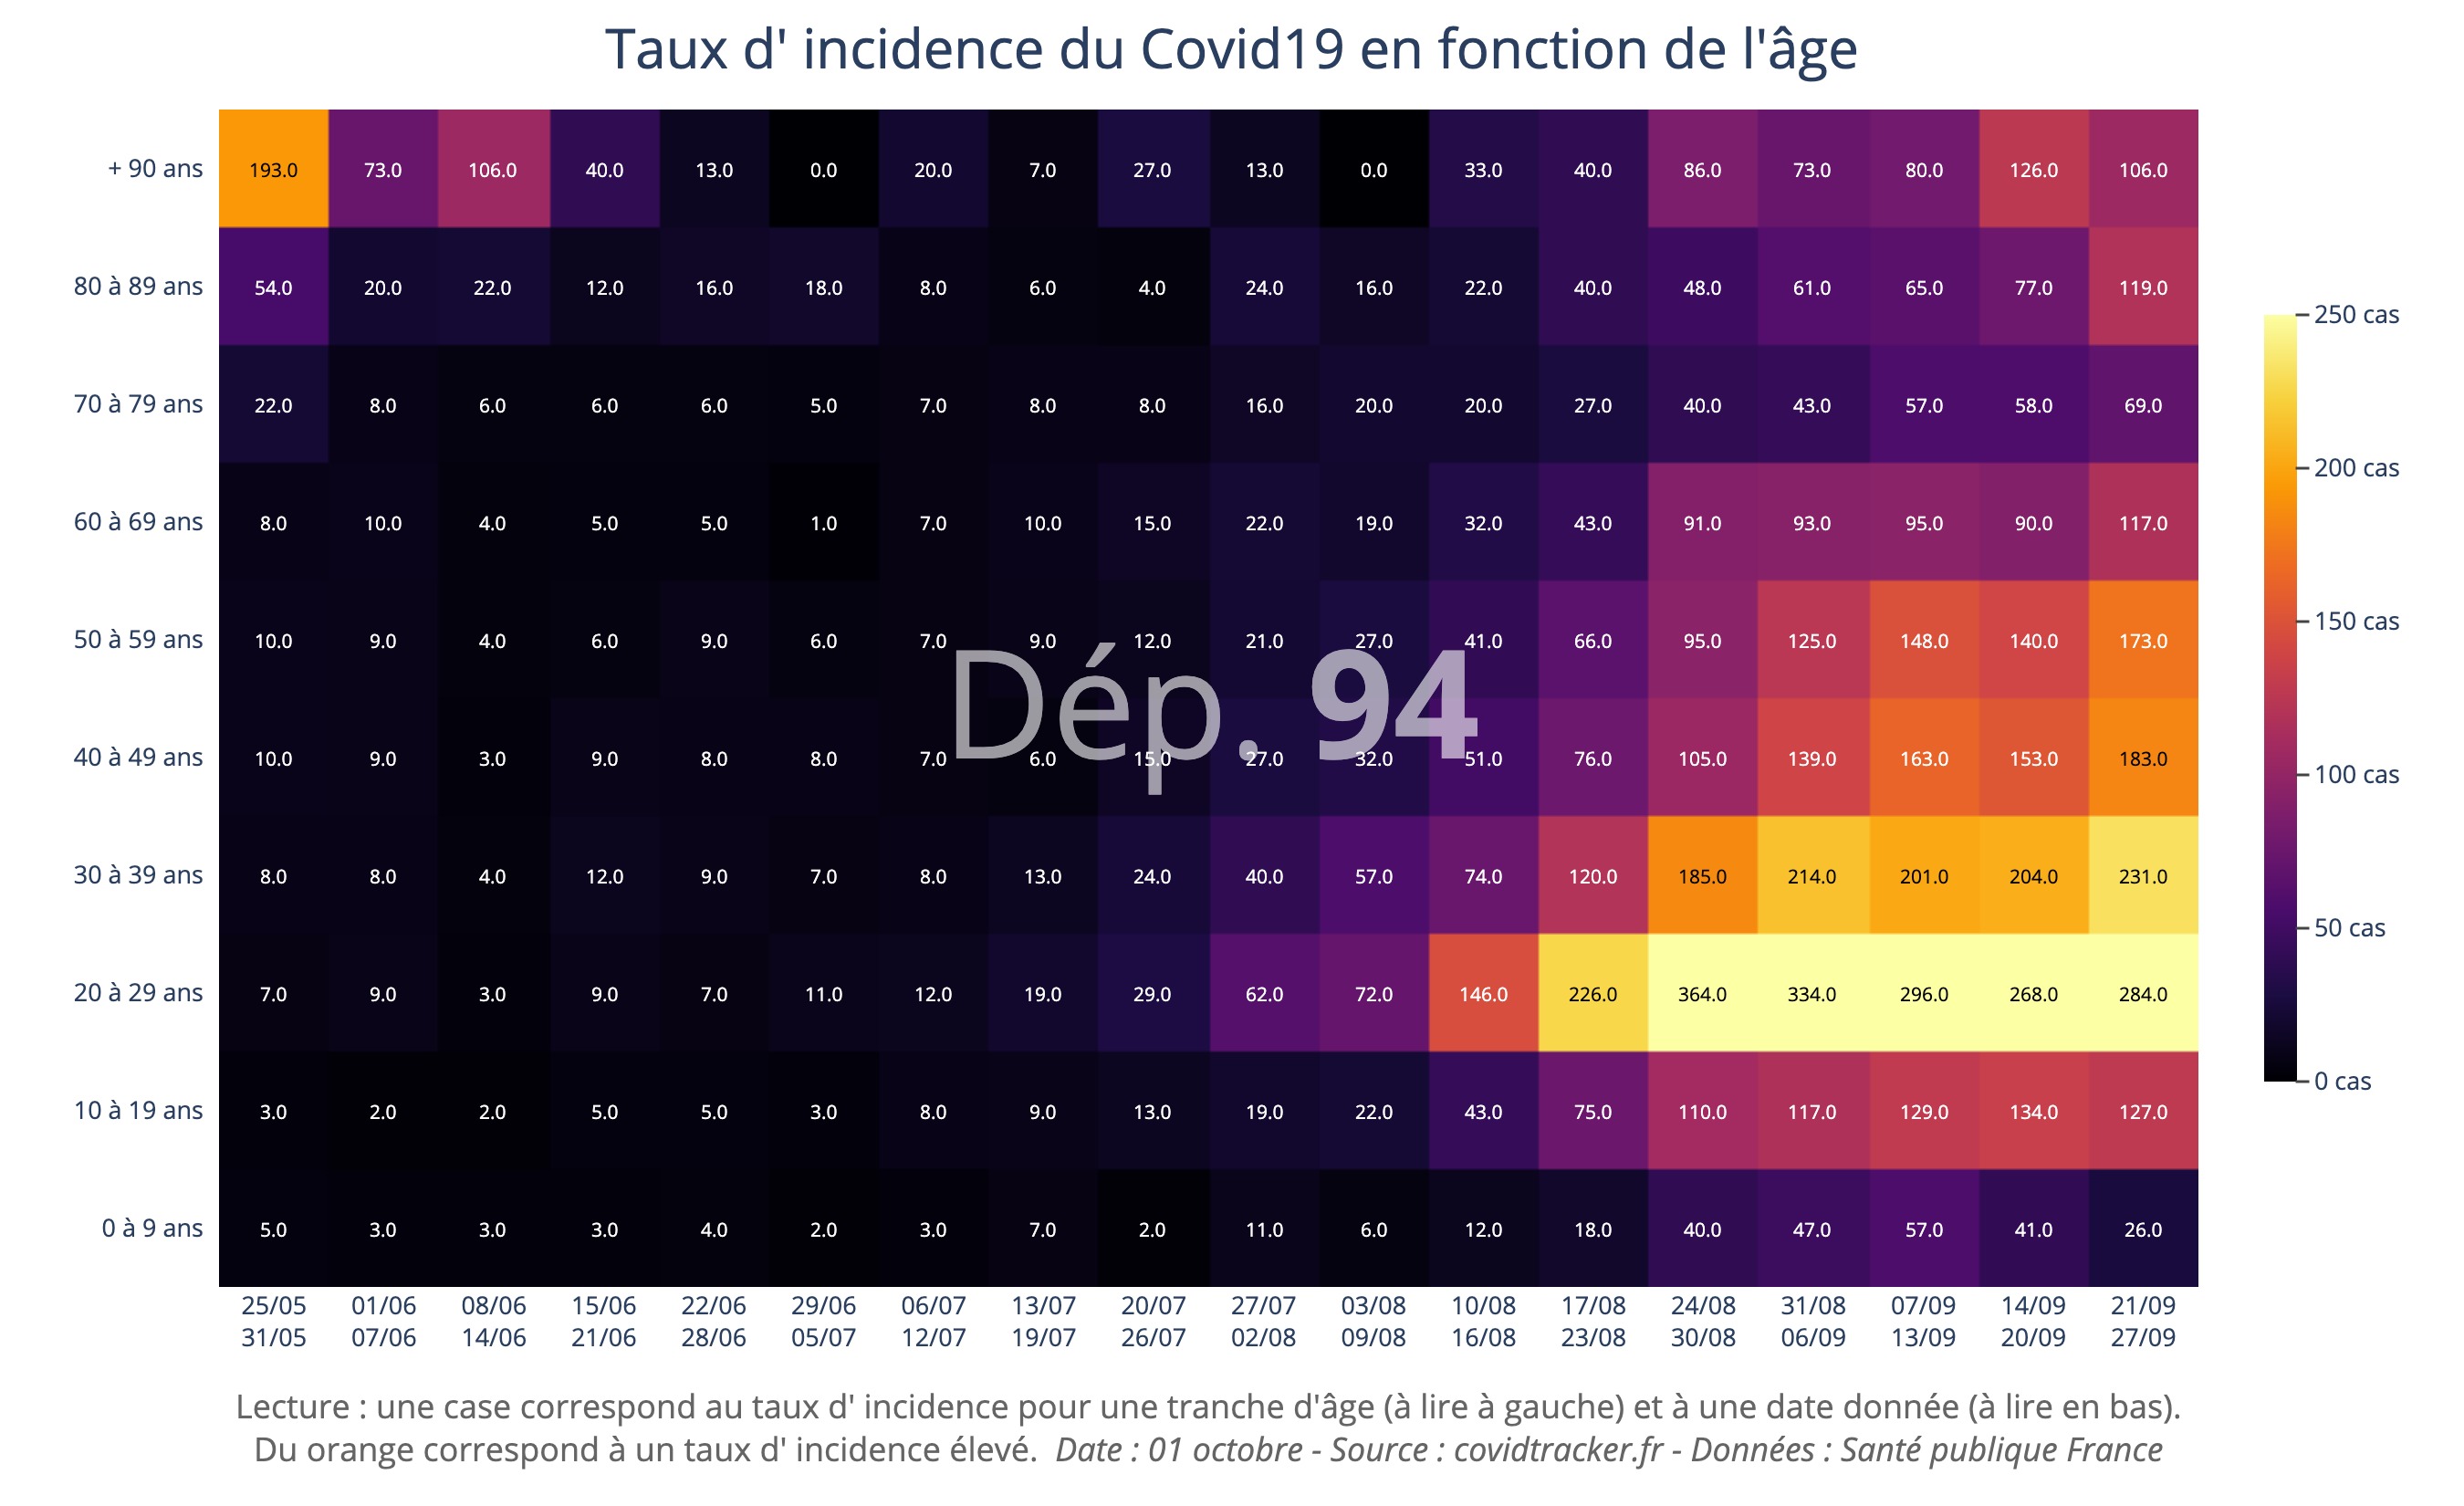 Taux d' incidence du Covid19 en fonction de l'âge
+ 90 ans 193.0 73.0 106.0 40.0 13.0 0.0 20.0 7.0 27.0 13.0 0.0 33.0 40.0 86.0 73.0 80.0 126.0 106.0
80 à 89 ans 54.0 20.0 22.0 12.0 16.0 18.0 8.0 6.0 4.0 24.0 16.0 22.0 40.0 48.0 61.0 65.0 77.0 119.0
70 à 79 ans 22.0 8.0 6.0 6.0 6.0 5.0 7.0 8.0 8.0 16.0 20.0 20.0 27.0 40.0 43.0 57.0 58.0 69.0
60 à 69 ans 8.0 10.0 4.0 5.0 5.0 1.0 7.0 10.0 15.0 22.0 19.0 32.0 43.0 91.0 93.0 95.0 90.0 117.0
50 à 59 ans 10.0 9.0 4.0 6.0 9.0 6.0 7.0 9.0 12.0 21.0 27.0 41.0 66.0 95.0 125.0 148.0 140.0 173.0
Dép. 94
40 à 49 ans 10.0 9.0 3.0 9.0 8.0 8.0 7.0 6.0 15.0 27.0 32.0 51.0 76.0 105.0 139.0 163.0 153.0 183.0
30 à 39 ans 8.0 8.0 4.0 12.0 9.0 7.0 8.0 13.0 24.0 40.0 57.0 74.0 120.0 185.0 214.0 201.0 204.0 231.0
20 à 29 ans 7.0 9.0 3.0 9.0 7.0 11.0 12.0 19.0 29.0 62.0 72.0 146.0 226.0 364.0 334.0 296.0 268.0 284.0
10 à 19 ans 3.0 2.0 2.0 5.0 5.0 3.0 8.0 9.0 13.0 19.0 22.0 43.0 75.0 110.0 117.0 129.0 134.0 127.0
0 à 9 ans 5.0 3.0 3.0 3.0 4.0 2.0 3.0 7.0 2.0 11.0 6.0 12.0 18.0 40.0 47.0 57.0 41.0 26.0
25/05 01/06 08/06 15/06 22/06 29/06 06/07 13/07 20/07 27/07 03/08 10/08 17/08 24/08 31/08 07/09 14/09 21/09
31/05 07/06 14/06 21/06 28/06 05/07 12/07 19/07 26/07 02/08 09/08 16/08 23/08 30/08 06/09 13/09 20/09 27/09
250 cas
200 cas
150 cas
100 cas
50 cas
0 cas
Lecture : une case correspond au taux d' incidence pour une tranche d'âge (à lire à gauche) et à une date donnée (à lire en bas).
Du orange correspond à un taux d' incidence élevé. Date : 01 octobre - Source : covidtracker.fr - Données : Santé publique France